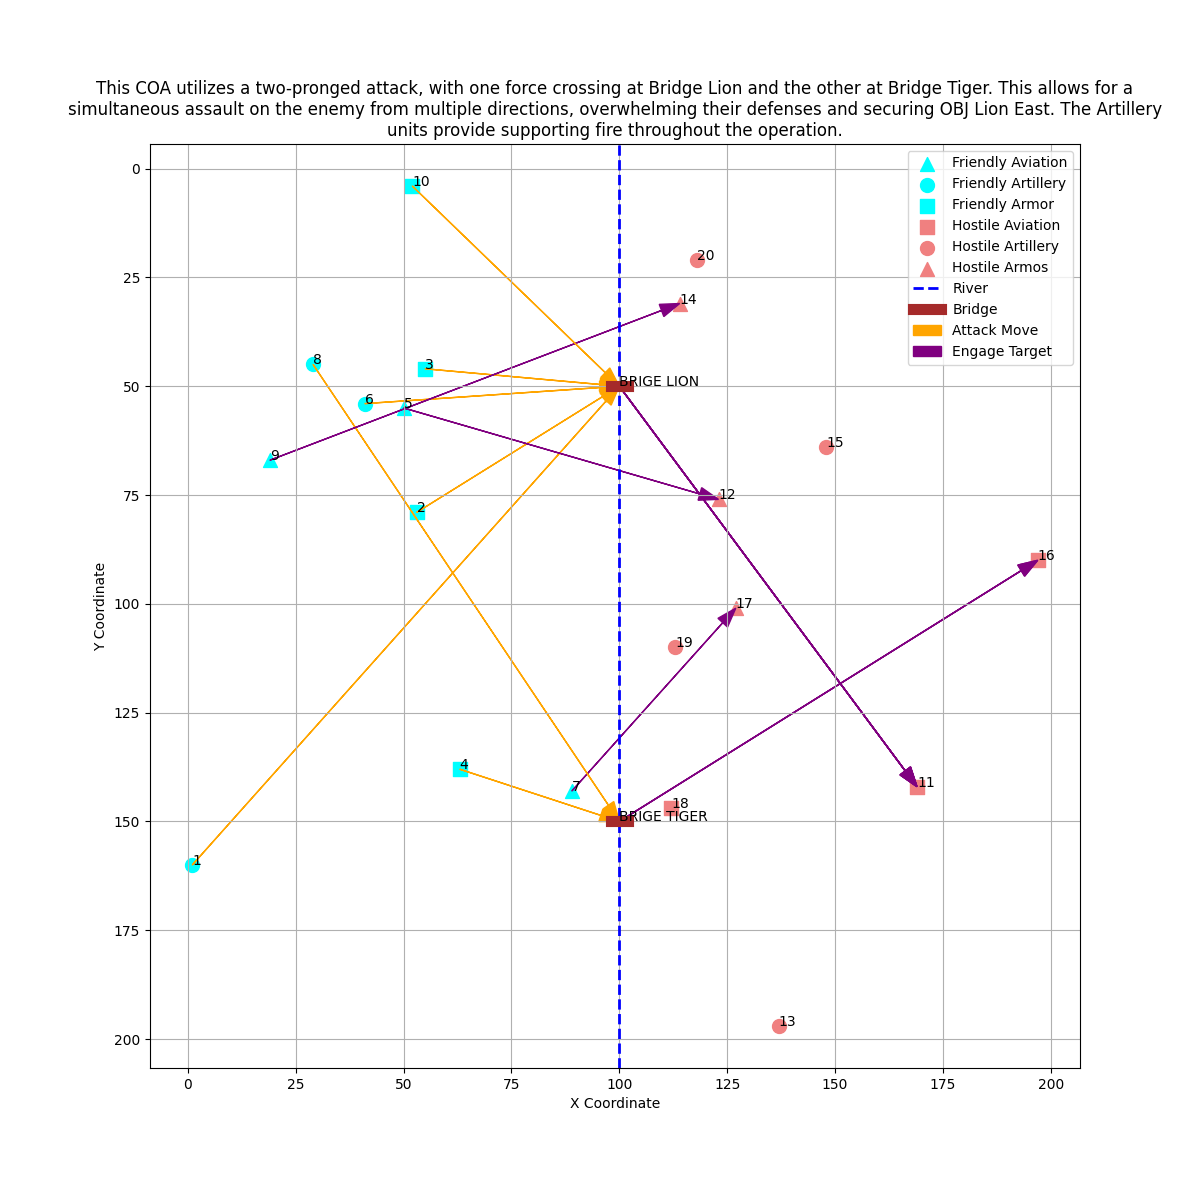 This COA utilizes a two-pronged attack, with one force crossing at Bridge Lion and the other at Bridge Tiger. This allows for a
simultaneous assault on the enemy from multiple directions, overwhelming their defenses and securing OBJ Lion East. The Artillery
units provide supporting fire throughout the operation.
Friendly Aviation
Friendly Artillery
Friendly Armor
Hostile Aviation
Hostile Artillery
Hostile Armos
River
Bridge
Attack Move
Engage Target
10
20
14
8
3
BRIGE LION
6
5
15
9
12
2
16
17
19
4
7
11
18
BRIGE TIGER
1
13
0
25
50
75
100
125
150
175
200
Y Coordinate
0
25
50
75
100
125
150
175
200
X Coordinate